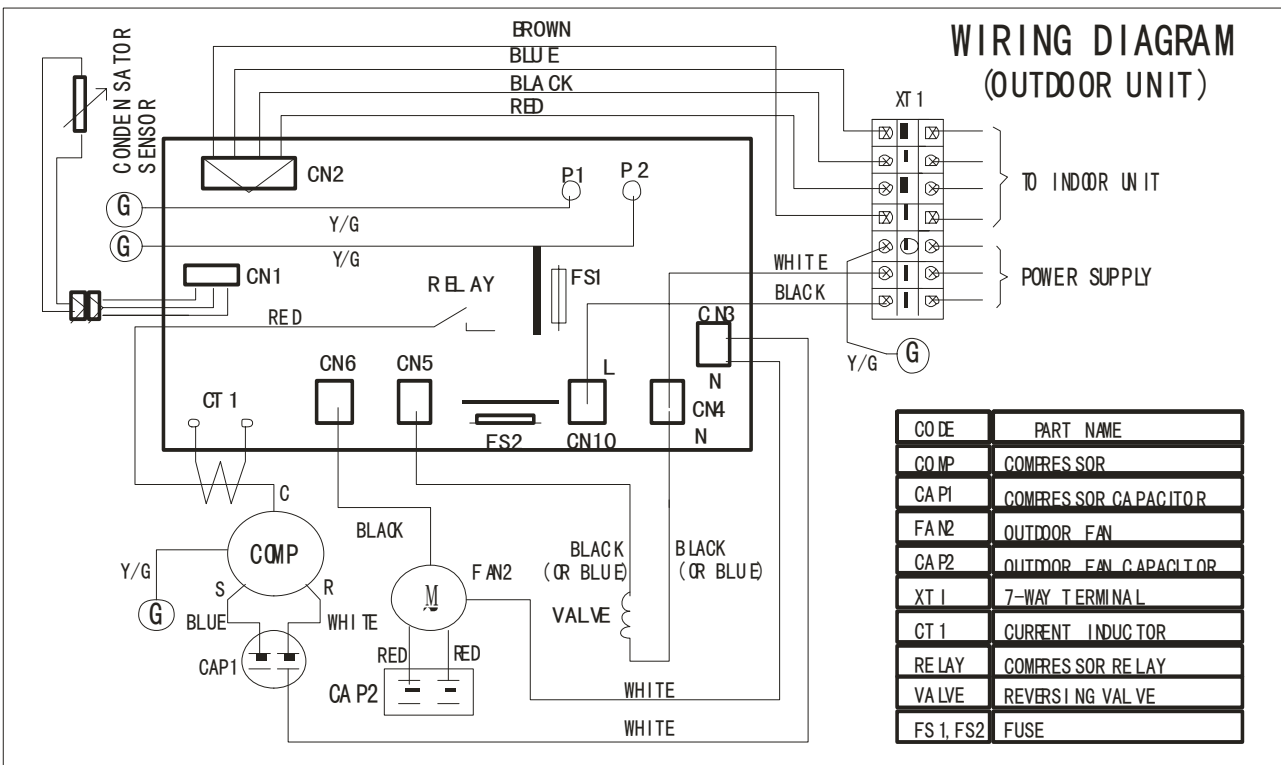 WIRING DIAGRAM
(OUTDOOR UNIT)
BROWN
BLUE
BLACK
RED
CONDENSATOR
SENSOR
XT1
CN2
P1
P2
TO INDOOR UNIT
G
Y/G
G
Y/G
CN1
RELAY
FS1
WHITE
BLACK
POWER SUPPLY
RED
CN3
N
Y/G
G
CN6
CN5
L
CT1
FS2
CN10
CN4
N
C
BLACK
COMP
Y/G
S
R
G
BLUE
WHITE
CAP1
FAN2
M
BLACK
(OR BLUE)
BLACK
(OR BLUE)
VALVE
RED
RED
CAP2
WHITE
WHITE
CODE PART NAME
COMP COMPRESSOR
CAP1 COMPRESSOR CAPACITOR
FAN2 OUTDOOR FAN
CAP2 OUTDOOR FAN CAPACITOR
XT1 7-WAY TERMINAL
CT1 CURRENT INDUCTOR
RELAY COMPRESSOR RELAY
VALVE REVERSING VALVE
FS1,FS2 FUSE